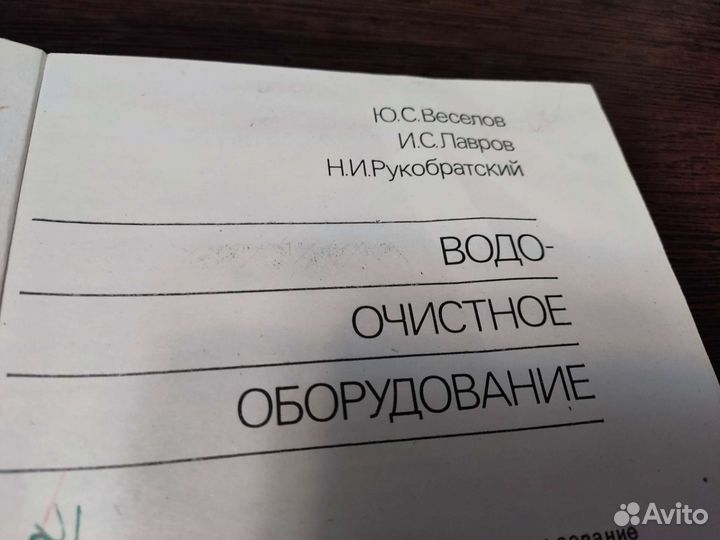 Ю.С.Веселов
И.С.Лавров
Н.И.Рукобратский
ВОДО-
ОЧИСТНОЕ
ОБОРУДОВАНИЕ
Avito